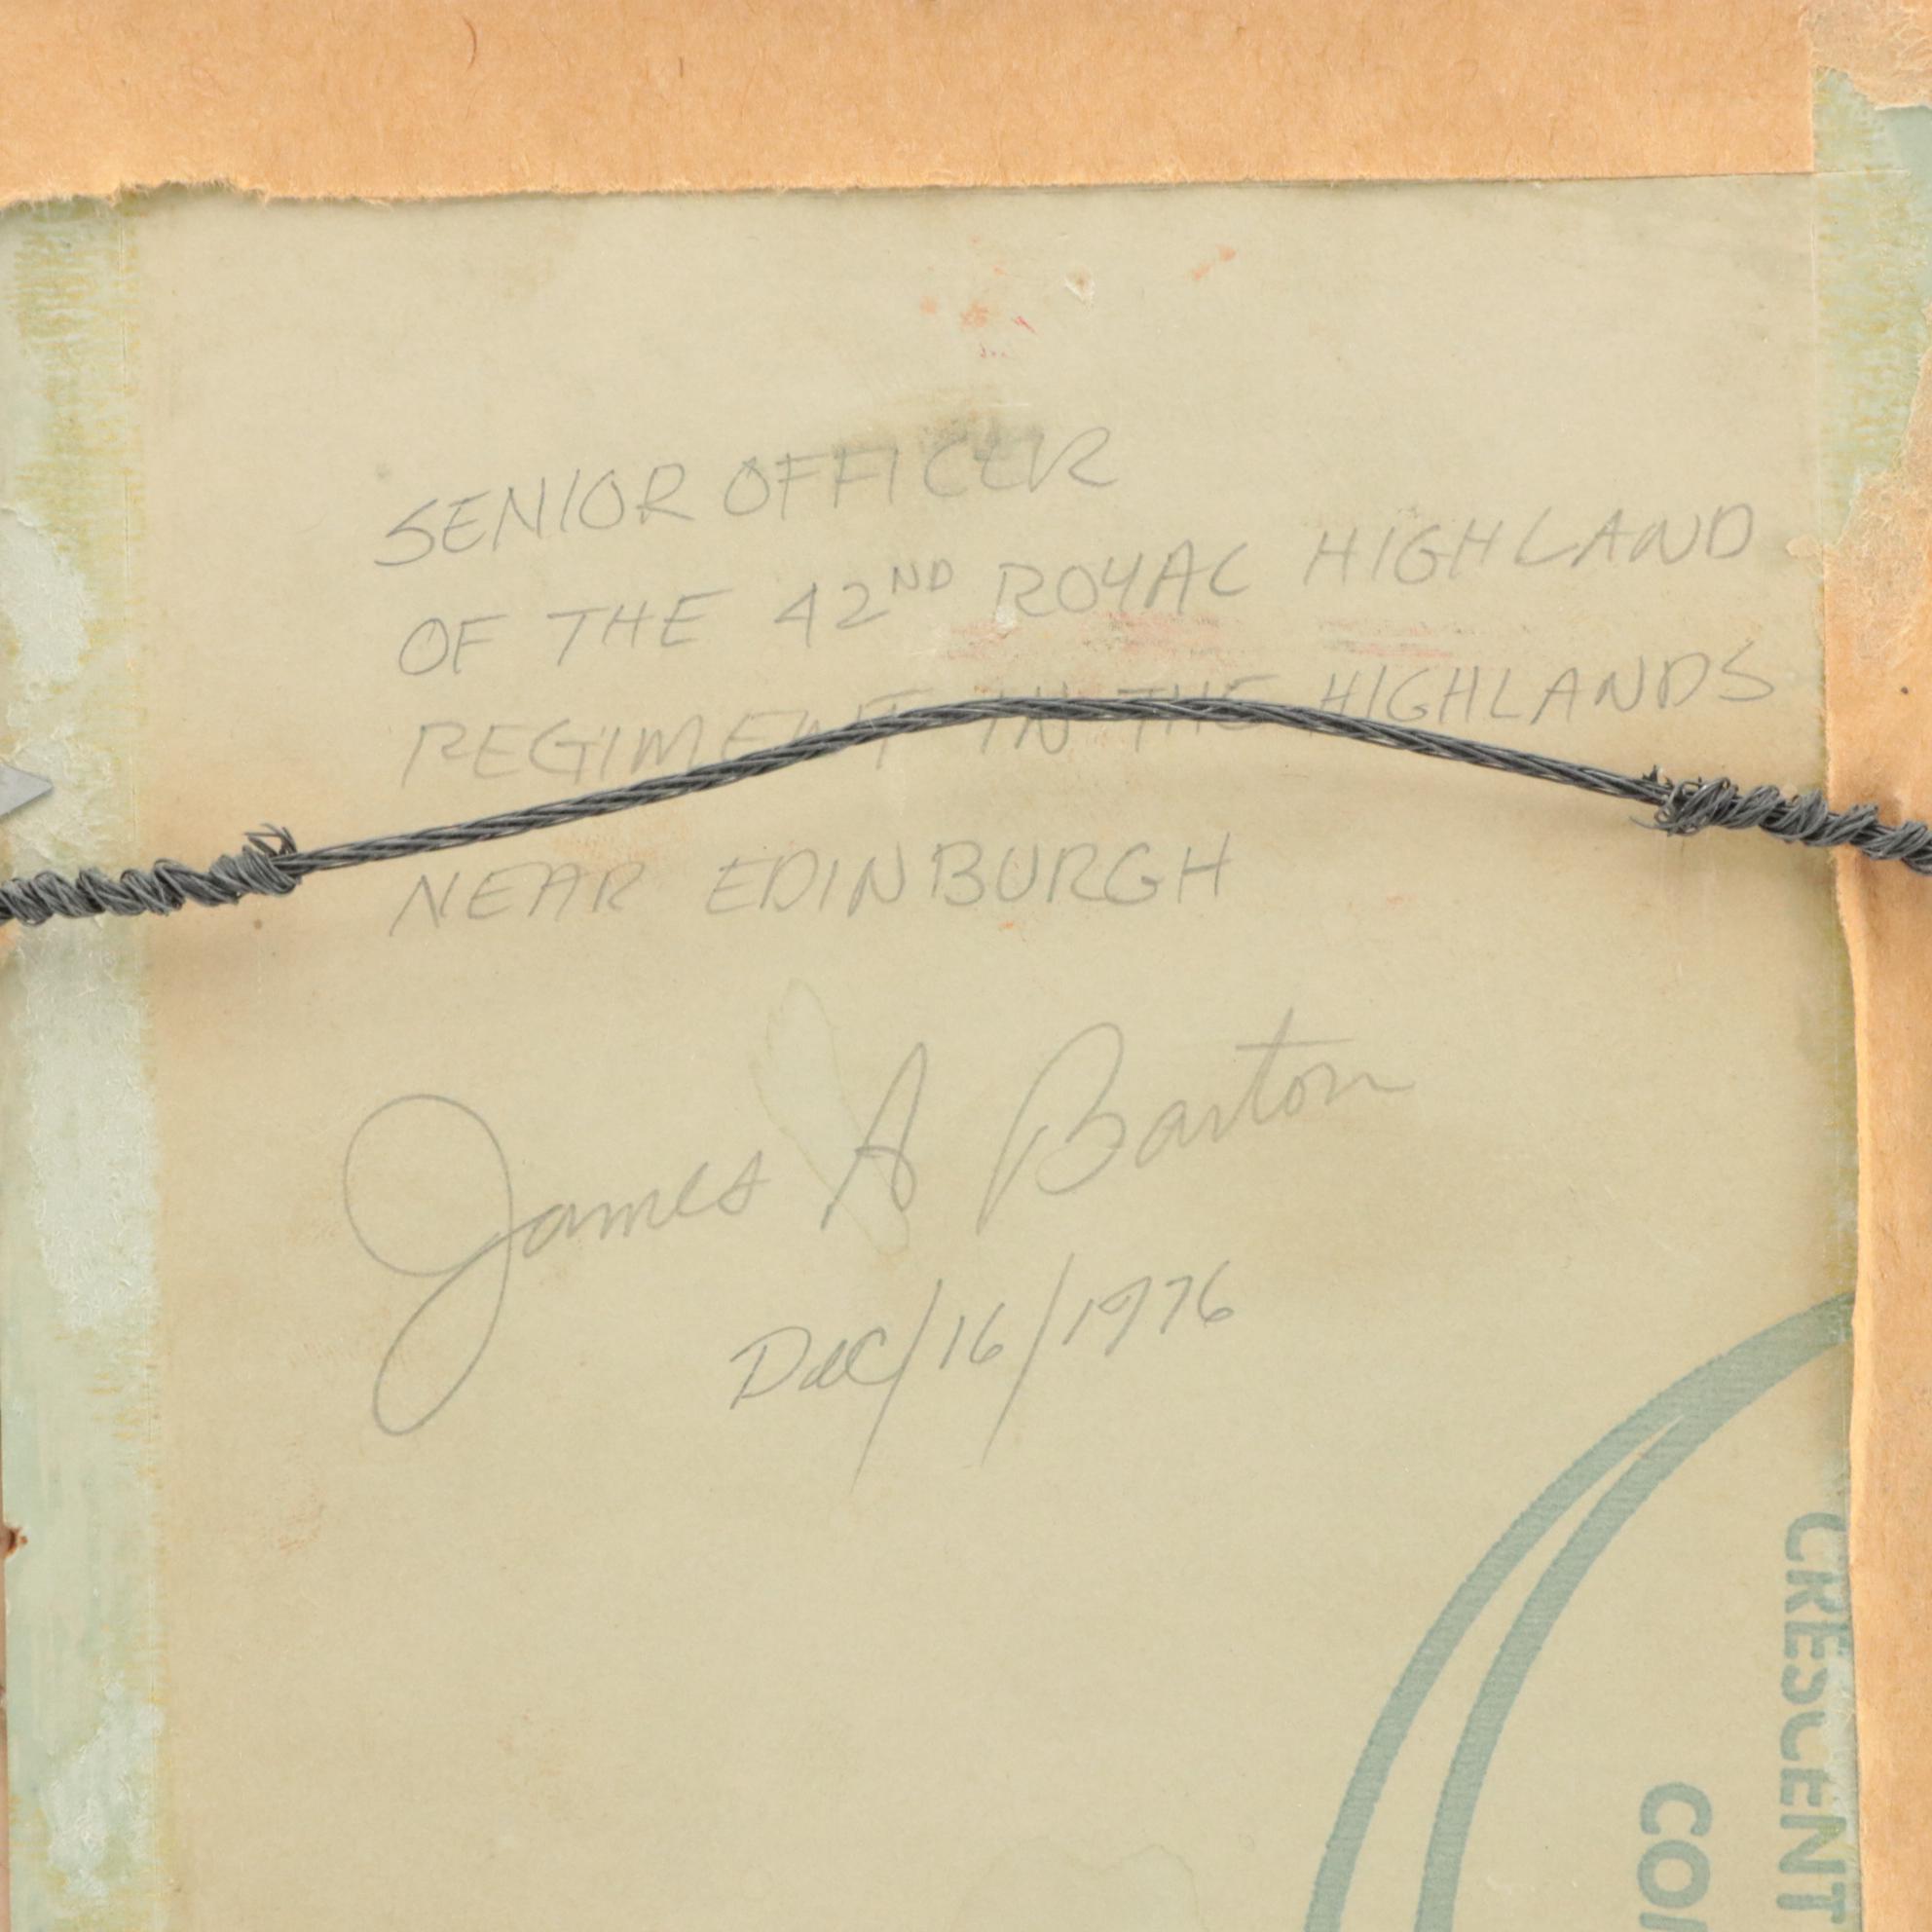 SENIOR OFFICER
OF THE 42ND ROYAL HIGHLAND
REGIMENT IN THE HIGHLANDS
NEAR EDINBURGH
James A Barton
Dec/16/1976
CRESCENT